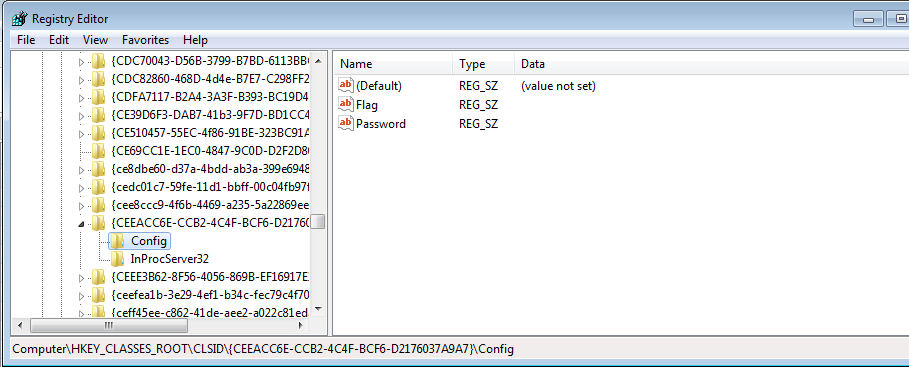 Registry Editor
File Edit View Favorites Help
Name Type Data
{CDC70043-D56B-3799-B7BD-6113BB
{CDC82860-468D-4d4e-B7E7-C298FF2
{CDFA7117-B2A4-3A3F-B393-BC19D4
{CE39D6F3-DAB7-41b3-9F7D-BD1CC4
{CE510457-55EC-4f86-91BE-323BC91A
{CE69CC1E-1EC0-4847-9C0D-D2F2D8
{ce8dbe60-d37a-4bdd-ab3a-399e6948
{cedc01c7-59fe-11d1-bbff-00c04fb97f
{cee8ccc9-4f6b-4469-a235-5a22869ee
{CEEACC6E-CCB2-4C4F-BCF6-D2176
Config
InProcServer32
{CEEE3B62-8F56-4056-869B-EF16917E
{ceefea1b-3e29-4ef1-b34c-fec79c4f70
{ceff45ee-c862-41de-aee2-a022c81ed
(Default) REG_SZ (value not set)
Flag REG_SZ
Password REG_SZ
Computer\HKEY_CLASSES_ROOT\CLSID\{CEEACC6E-CCB2-4C4F-BCF6-D2176037A9A7}\Config